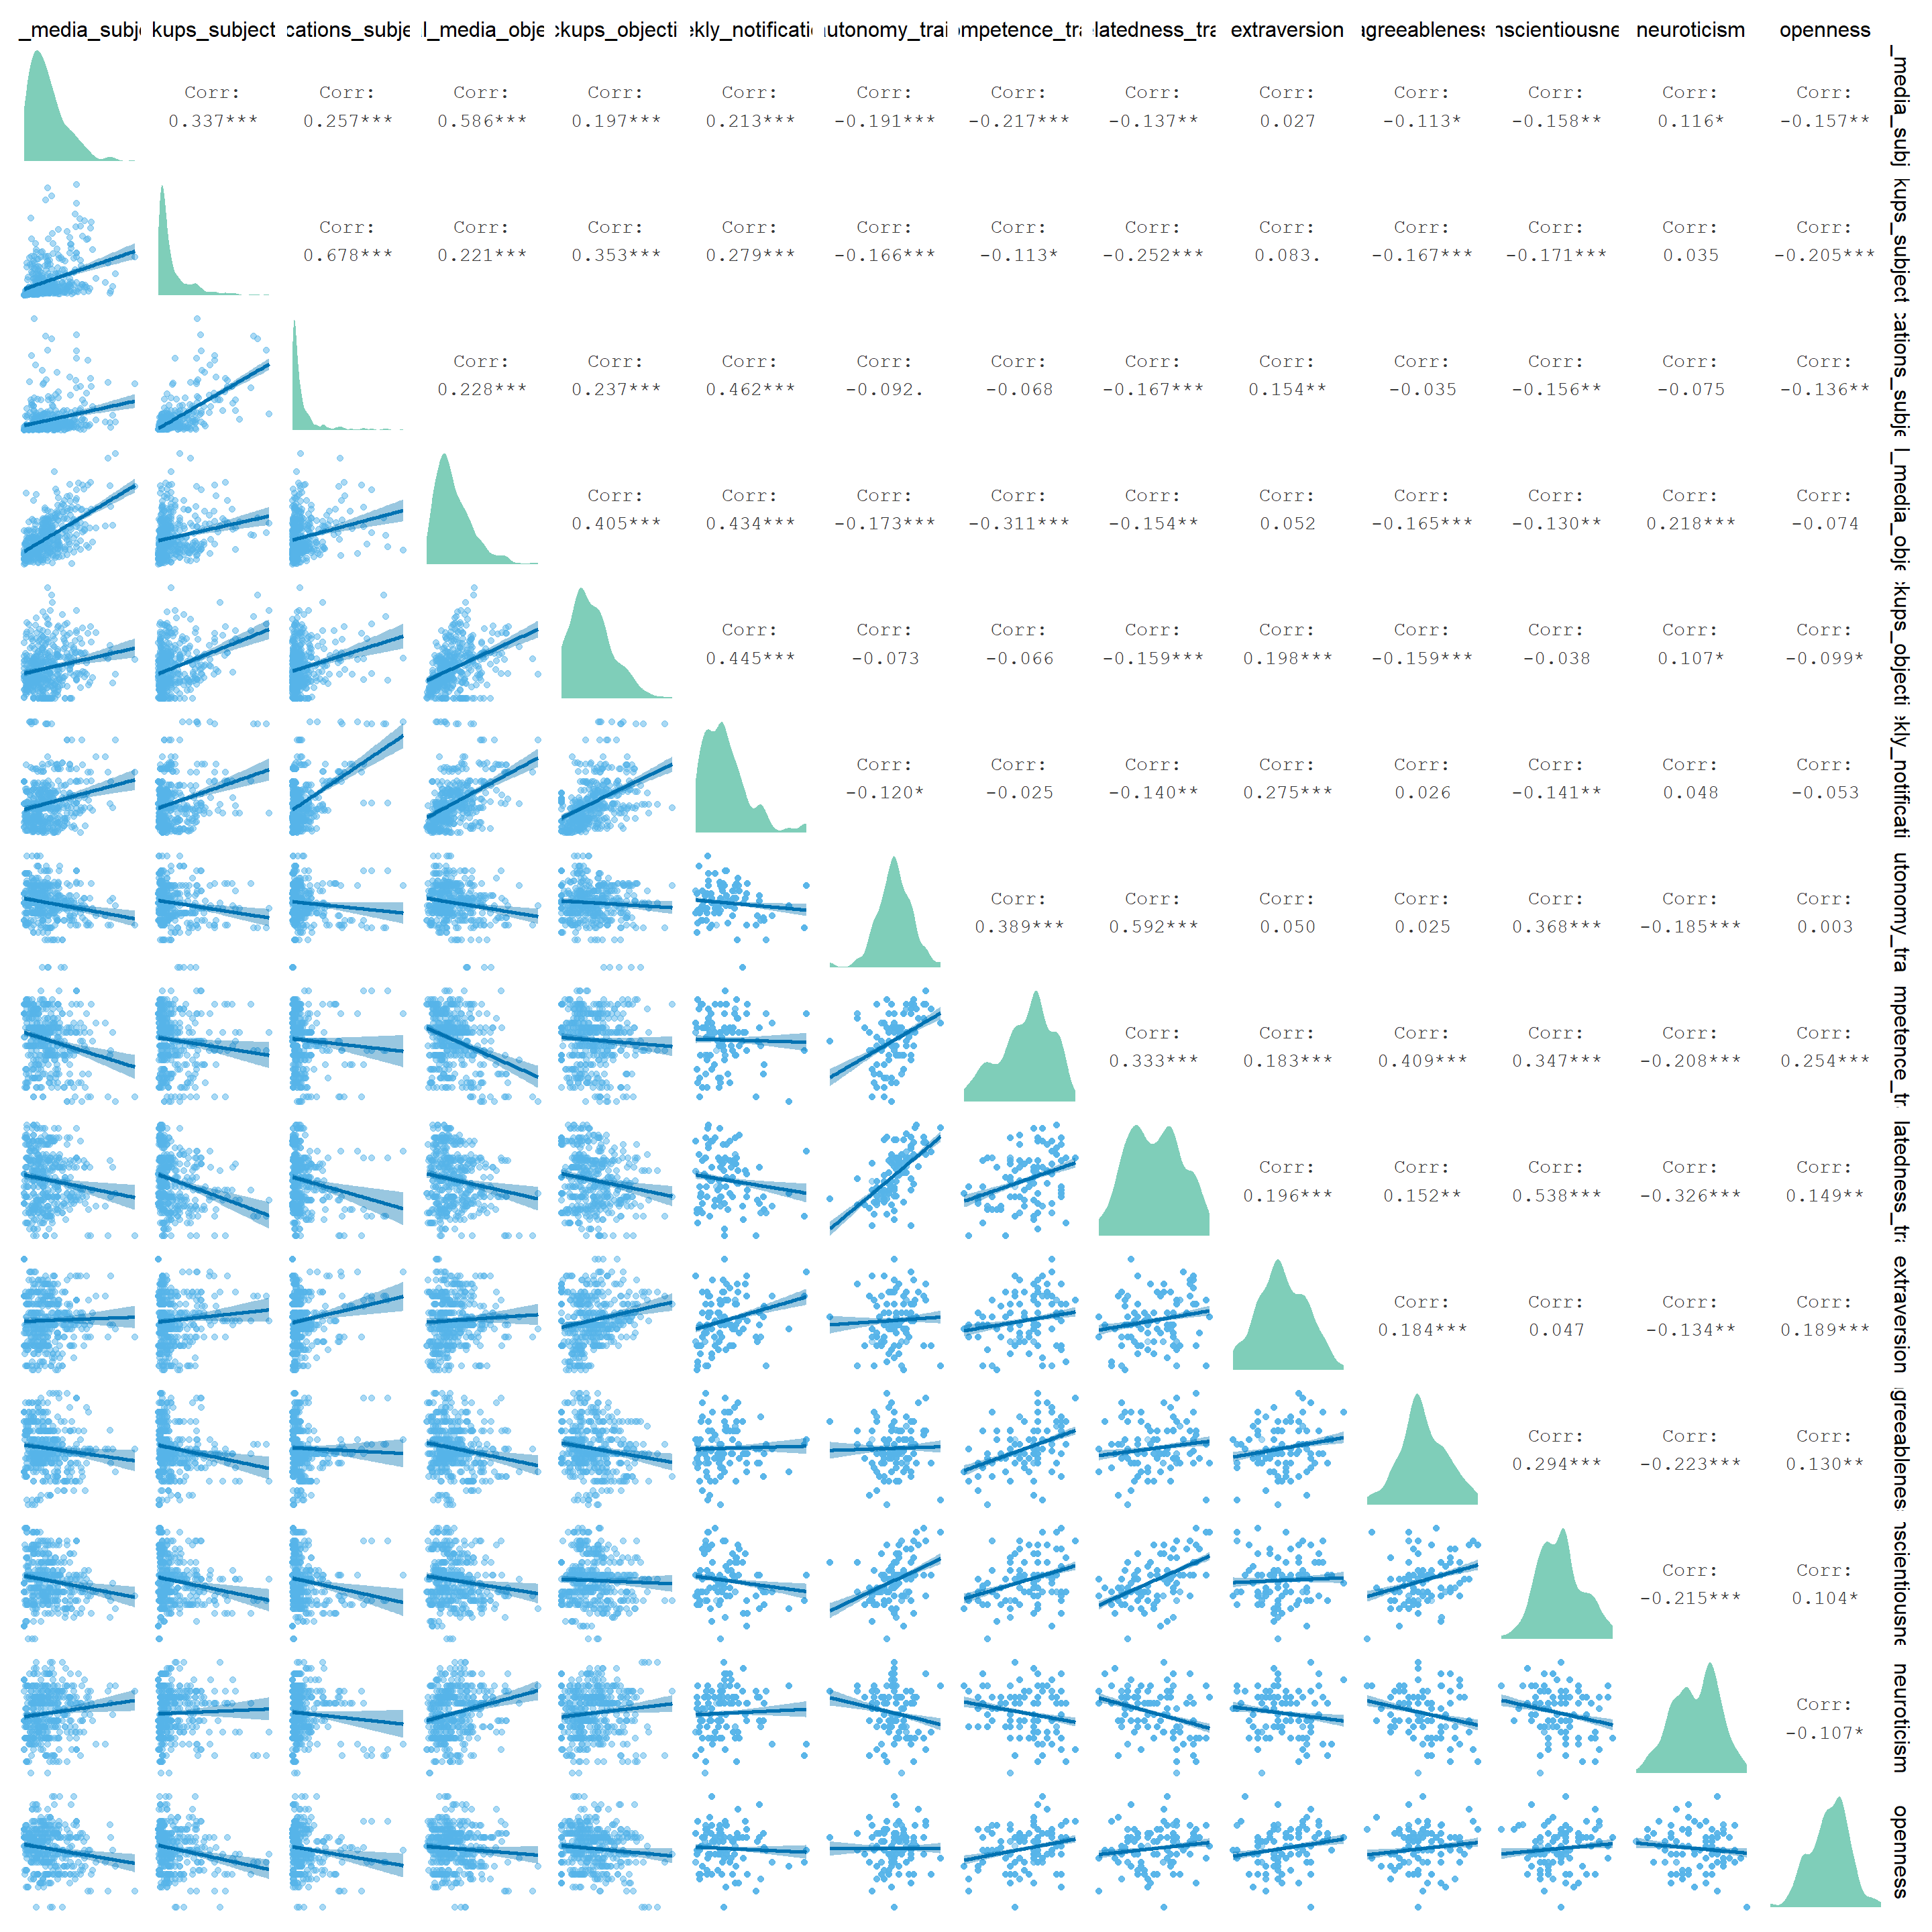 _media_subj kups_subject cations_subje l_media_obje ckups_objecti ekly_notificati utonomy_trai ompetence_tra latedness_tra extraversion agreeableness nscientiousne neuroticism openness
_media_subj
Corr: Corr: Corr: Corr: Corr: Corr: Corr: Corr: Corr: Corr: Corr: Corr: Corr:
0.337*** 0.257*** 0.586*** 0.197*** 0.213*** -0.191*** -0.217*** -0.137** 0.027 -0.113* -0.158** 0.116* -0.157**
kups_subject
Corr: Corr: Corr: Corr: Corr: Corr: Corr: Corr: Corr: Corr: Corr: Corr:
0.678*** 0.221*** 0.353*** 0.279*** -0.166*** -0.113* -0.252*** 0.083. -0.167*** -0.171*** 0.035 -0.205***
cations_subje
Corr: Corr: Corr: Corr: Corr: Corr: Corr: Corr: Corr: Corr: Corr:
0.228*** 0.237*** 0.462*** -0.092. -0.068 -0.167*** 0.154** -0.035 -0.156** -0.075 -0.136**
l_media_obje
Corr: Corr: Corr: Corr: Corr: Corr: Corr: Corr: Corr: Corr:
0.405*** 0.434*** -0.173*** -0.311*** -0.154** 0.052 -0.165*** -0.130** 0.218*** -0.074
kups_objecti
Corr: Corr: Corr: Corr: Corr: Corr: Corr: Corr: Corr:
0.445*** -0.073 -0.066 -0.159*** 0.198*** -0.159*** -0.038 0.107* -0.099*
kly_notificati
Corr: Corr: Corr: Corr: Corr: Corr: Corr: Corr:
-0.120* -0.025 -0.140** 0.275*** 0.026 -0.141** 0.048 -0.053
utonomy_tra
Corr: Corr: Corr: Corr: Corr: Corr: Corr:
0.389*** 0.592*** 0.050 0.025 0.368*** -0.185*** 0.003
mpetence_tr
Corr: Corr: Corr: Corr: Corr: Corr:
0.333*** 0.183*** 0.409*** 0.347*** -0.208*** 0.254***
latedness_tra
Corr: Corr: Corr: Corr: Corr:
0.196*** 0.152** 0.538*** -0.326*** 0.149**
extraversion
Corr: Corr: Corr: Corr:
0.184*** 0.047 -0.134** 0.189***
greeablenes
Corr: Corr: Corr:
0.294*** -0.223*** 0.130**
nscientiousne
Corr: Corr:
-0.215*** 0.104*
neuroticism
Corr:
-0.107*
openness